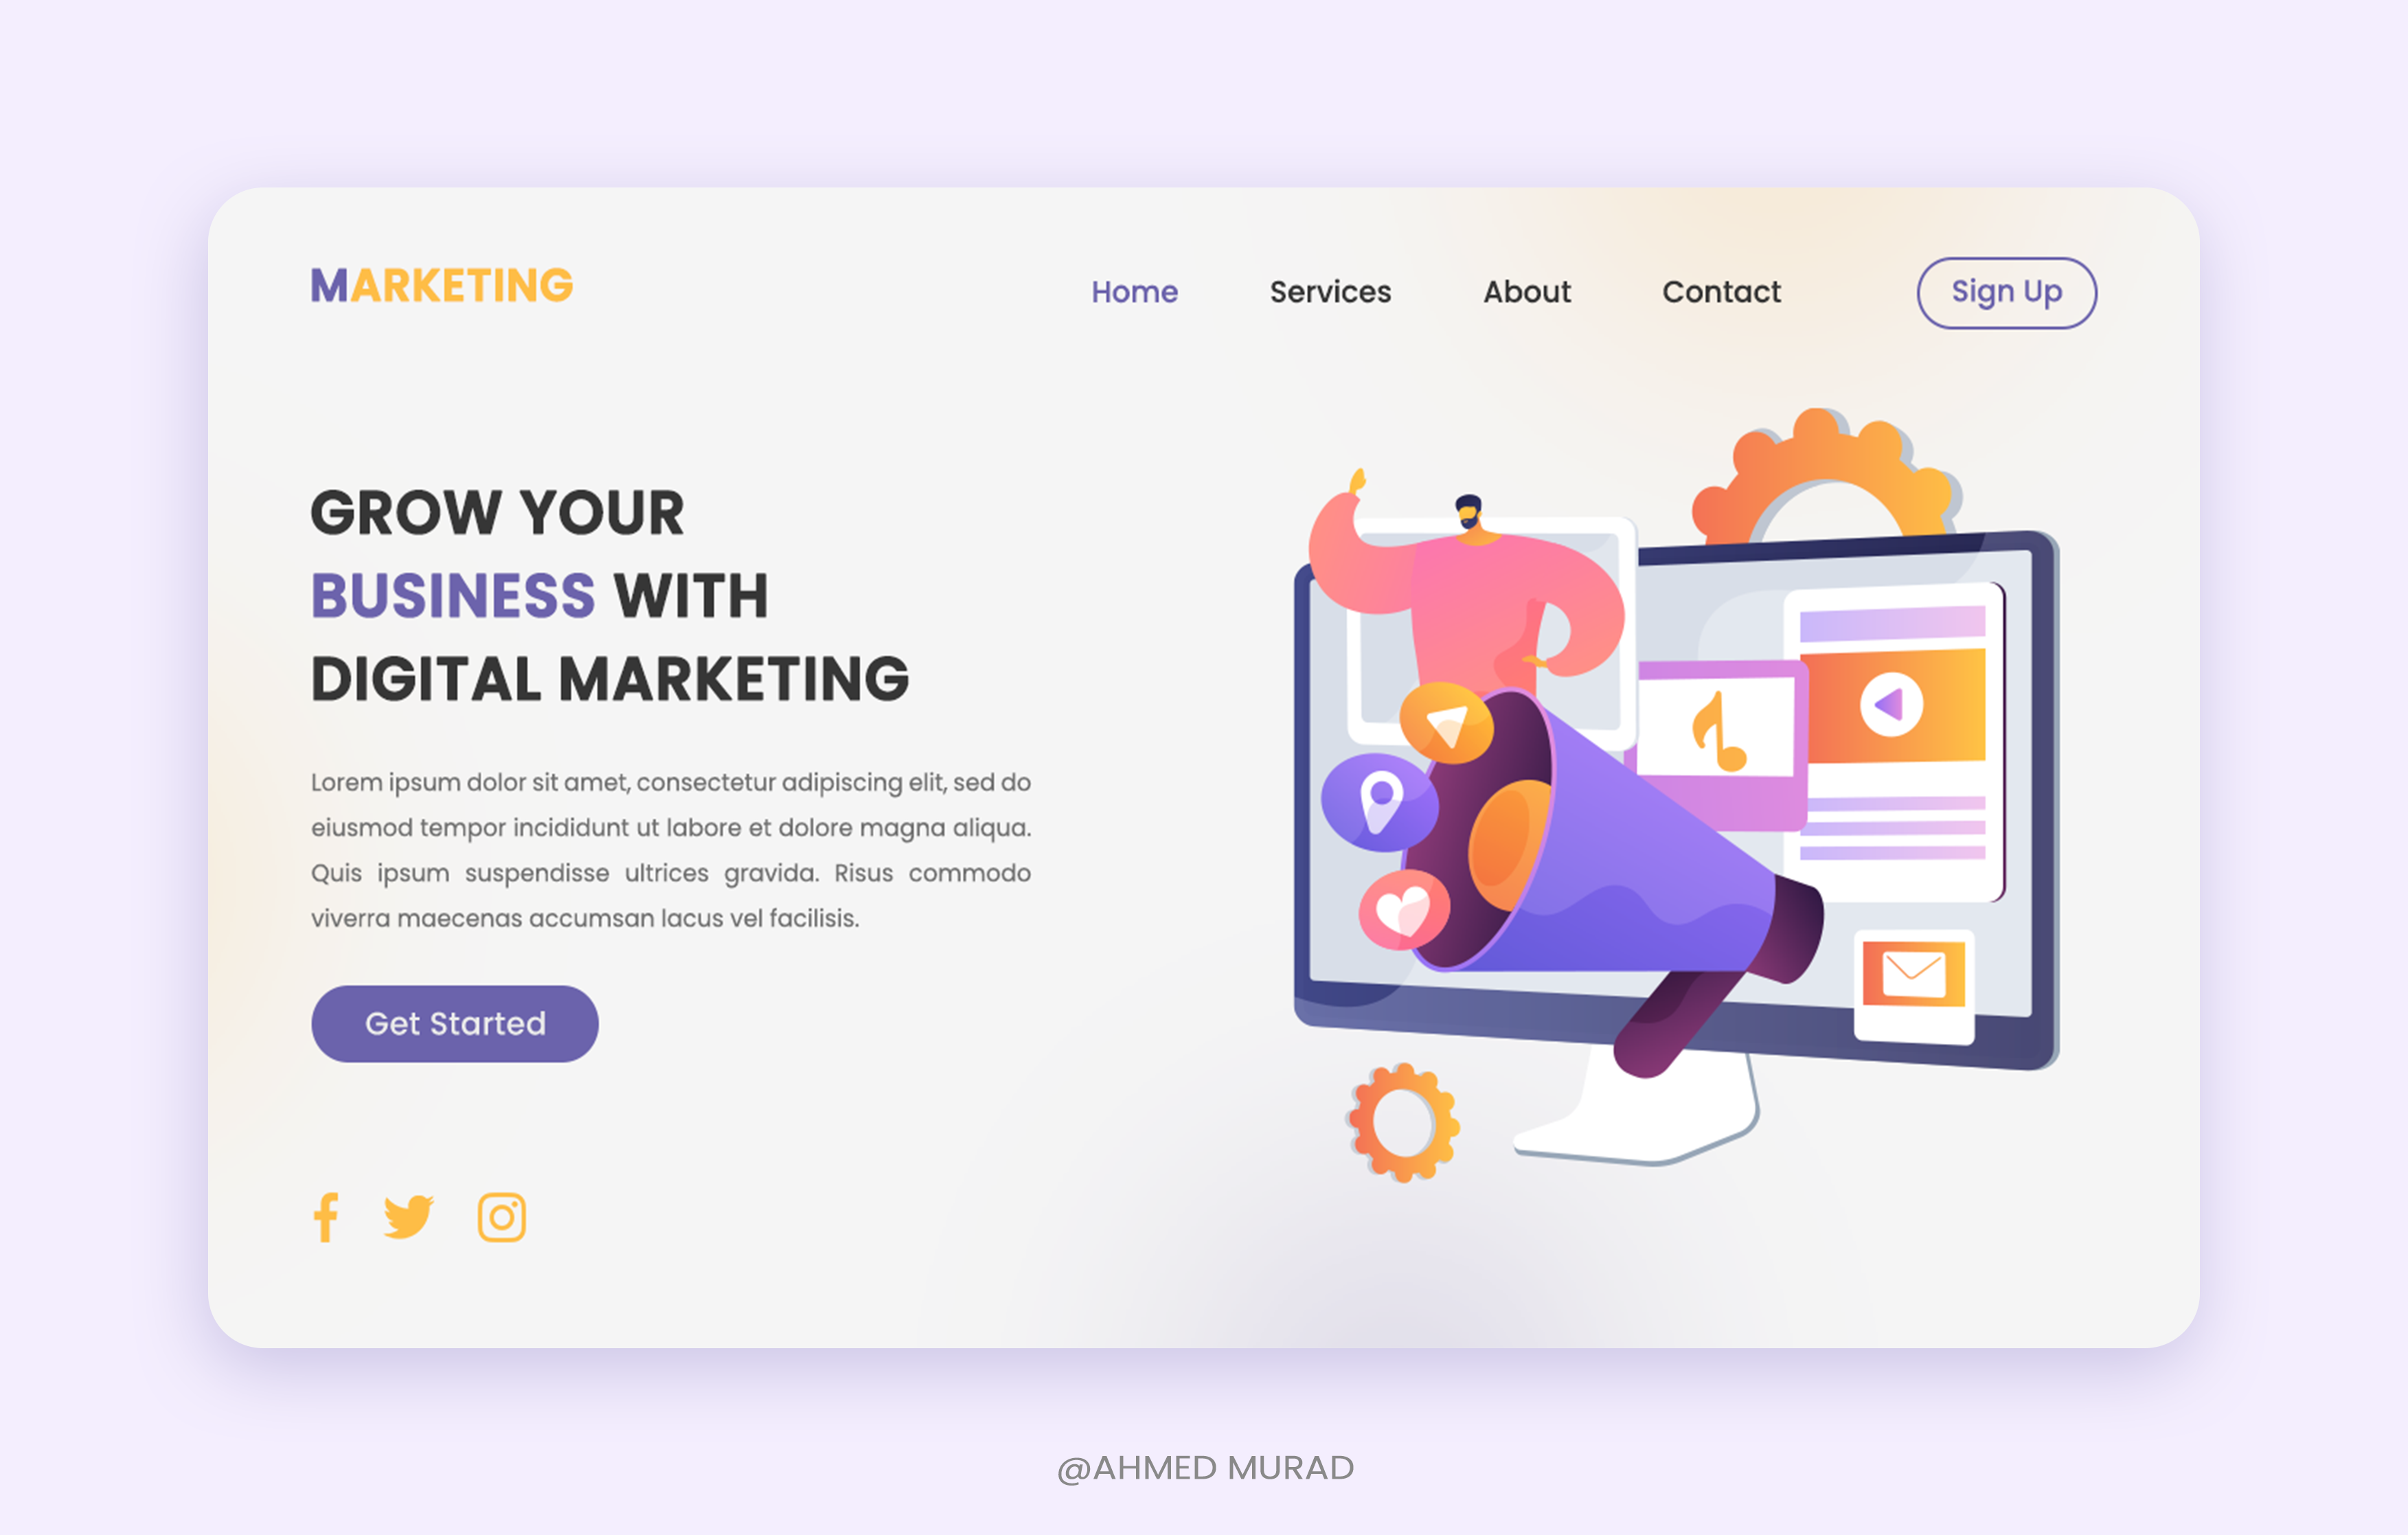 MARKETING
Home Services About Contact Sign Up
GROW YOUR
BUSINESS WITH
DIGITAL MARKETING
Lorem ipsum dolor sit amet, consectetur adipiscing elit, sed do
eiusmod tempor incididunt ut labore et dolore magna aliqua.
Quis ipsum suspendisse ultrices gravida. Risus commodo
viverra maecenas accumsan lacus vel facilisis.
Get Started
@AHMED MURAD